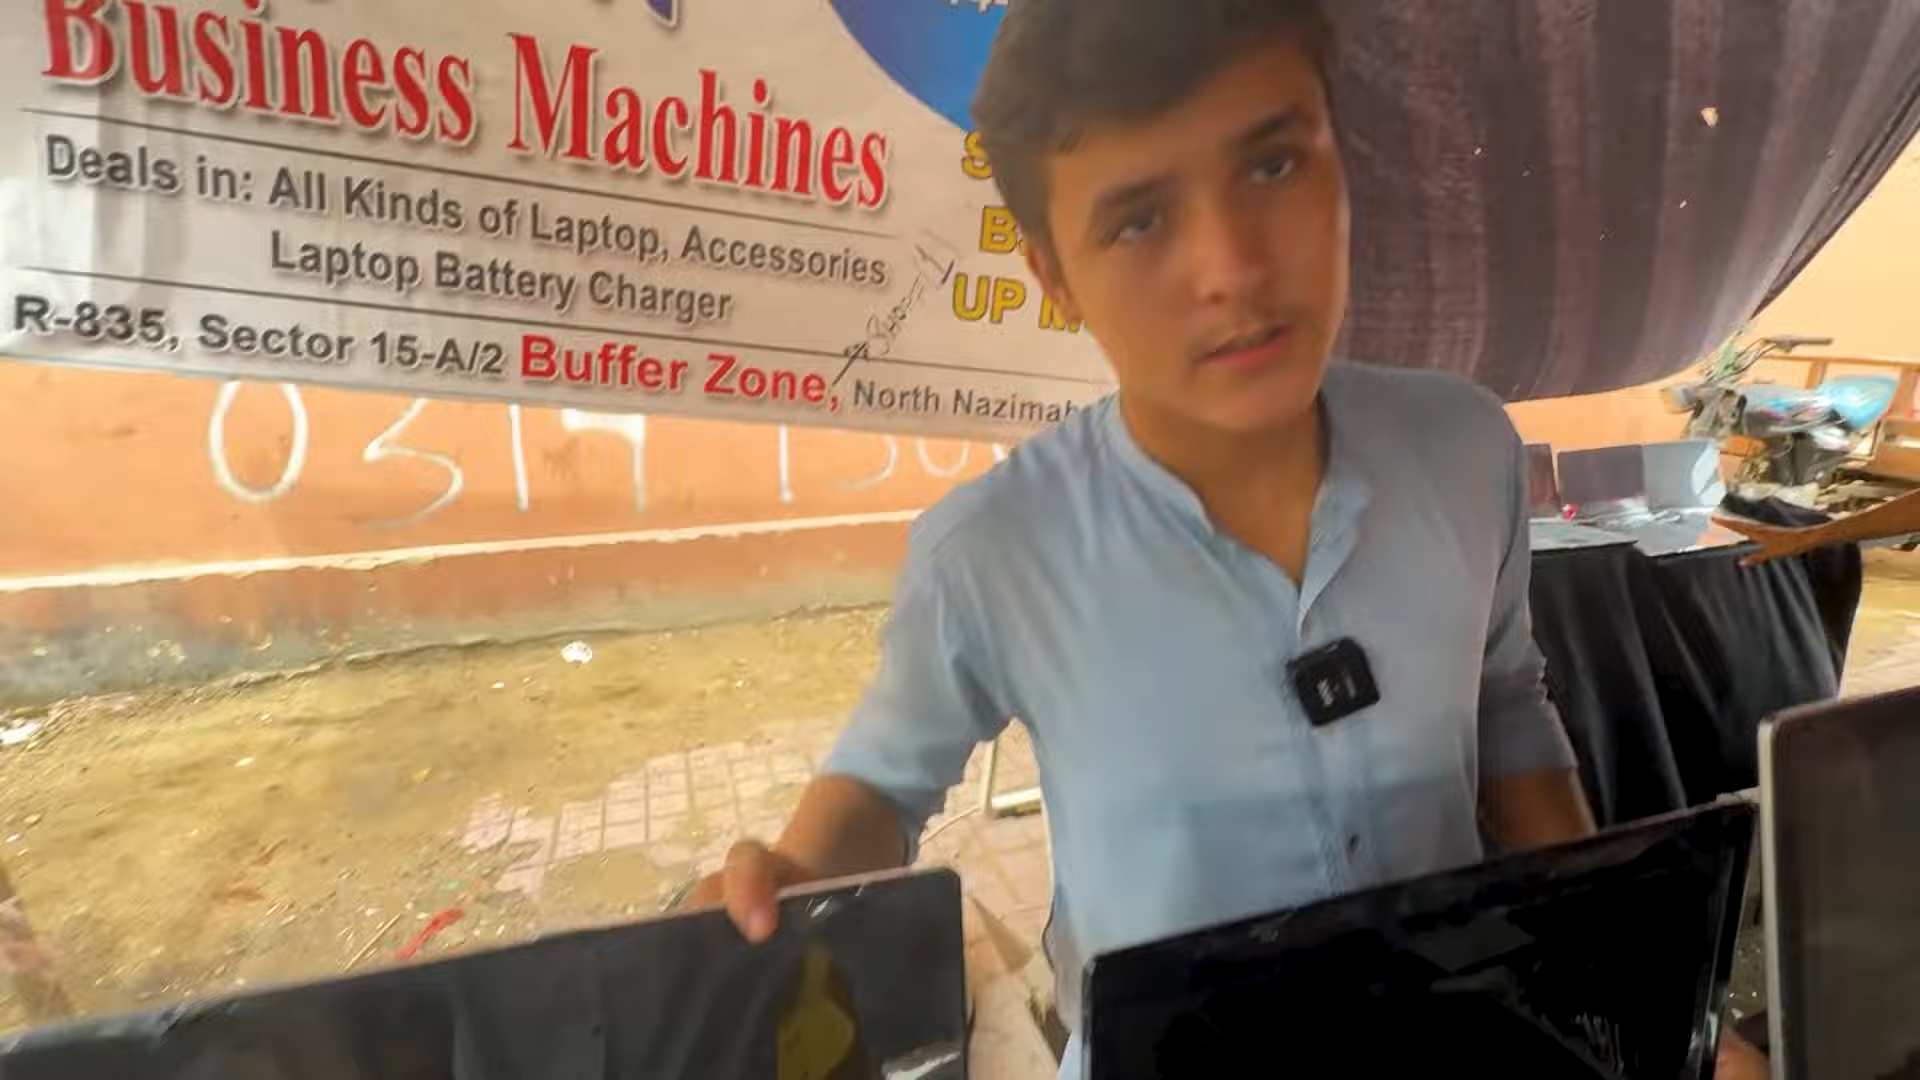 Business Machines
Deals in: All Kinds of Laptop, Accessories
Laptop Battery Charger
R-835, Sector 15-A/2 Buffer Zone, North
UP
0314